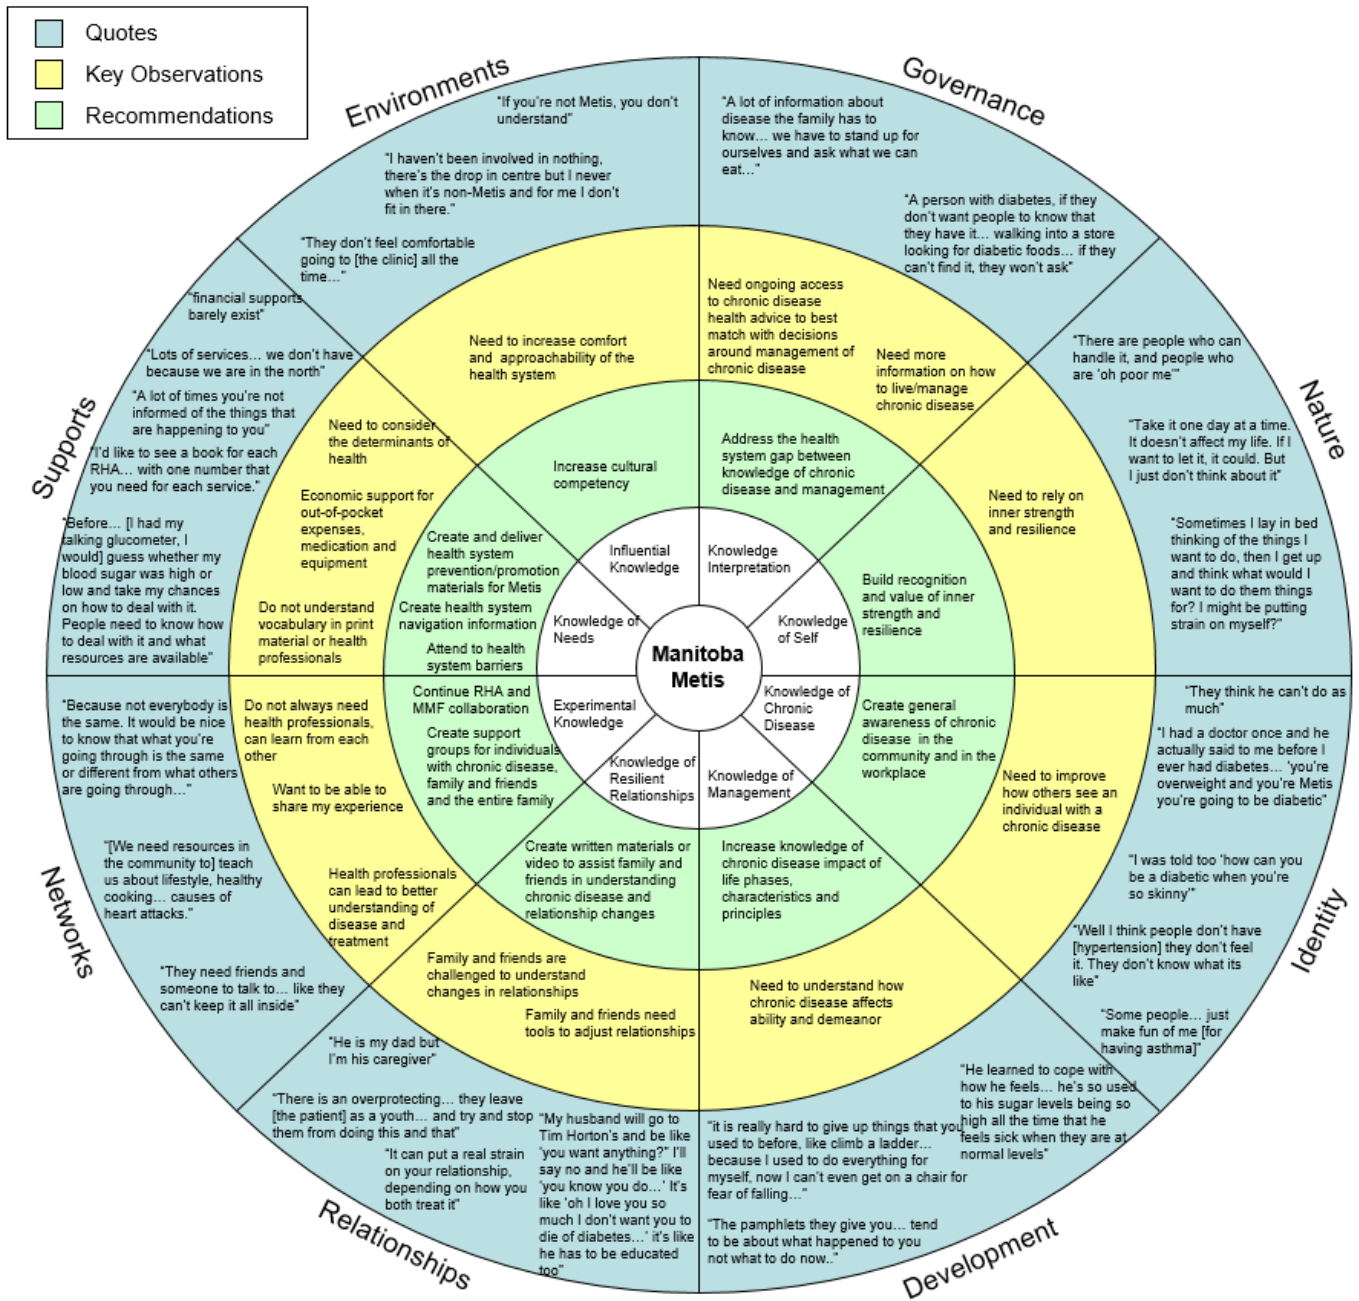 Quotes
Key Observations
Recommendations
Environments
"If you're not Metis, you don't
understand"
"I haven't been involved in nothing,
there's the drop in centre but I never
when it's non-Metis and for me I don't
fit in there."
"They don't feel comfortable
going to [the clinic] all the
time…"
Need to increase comfort
and approachability of the
health system
Increase cultural
competency
Influential
Knowledge
Governance
"A lot of information about
disease the family has to
know… we have to stand up for
ourselves and ask what we can
eat…"
"A person with diabetes, if they
don't want people to know that
they have it… walking into a store
looking for diabetic foods… if they
can't find it, they won't ask"
Need ongoing access
to chronic disease
health advice to best
match with decisions
around management of
chronic disease
Need more
information on how
to live/manage
chronic disease
Address the health
system gap between
knowledge of chronic
disease and management
Knowledge
Interpretation
Nature
"There are people who can
handle it, and people who
are 'oh poor me'"
"Take it one day at a time.
It doesn't affect my life. If I
want to let it, it could. But
I just don't think about it"
"Sometimes I lay in bed
thinking of the things I
want to do, then I get up
and think what would I
want to do them things
for? I might be putting
strain on myself?"
Need to rely on
inner strength
and resilience
Build recognition
and value of inner
strength and
resilience
Knowledge
of Self
Supports
"financial supports
barely exist"
"Lots of services… we don't have
because we are in the north"
"A lot of times you're not
informed of the things that
are happening to you"
"I'd like to see a book for each
RHA… with one number that
you need for each service."
"Before… [I had my
talking glucometer, I
would] guess whether my
blood sugar was high or
low and take my chances
on how to deal with it.
People need to know how
to deal with it and what
resources are available"
Need to consider
the determinants of
health
Economic support for
out-of-pocket
expenses,
medication and
equipment
Do not understand
vocabulary in print
material or health
professionals
Create and deliver
health system
prevention/promotion
materials for Metis
Create health system
navigation information
Attend to health
system barriers
Knowledge of
Needs
Manitoba
Metis
Networks
"Because not everybody is
the same. It would be nice
to know that what you're
going through is the same
or different from what others
are going through…"
"[We need resources in
the community to] teach
us about lifestyle, healthy
cooking… causes of
heart attacks."
"They need friends and
someone to talk to… like they
can't keep it all inside"
Do not always need
health professionals,
can learn from each
other
Want to be able to
share my experience
Health professionals
can lead to better
understanding of
disease and
treatment
Continue RHA and
MMF collaboration
Create support
groups for individuals
with chronic disease,
family and friends
and the entire family
Experimental
Knowledge
Identity
"They think he can't do as
much"
"I had a doctor once and he
actually said to me before I
ever had diabetes… 'you're
overweight and you're Metis
you're going to be diabetic"
"I was told too 'how can you
be a diabetic when you're
so skinny'"
"Well I think people don't have
[hypertension] they don't feel
it. They don't know what its
like"
"Some people… just
make fun of me [for
having asthma]"
Need to improve
how others see an
individual with a
chronic disease
Create general
awareness of chronic
disease in the
community and in the
workplace
Knowledge of
Chronic
Disease
Relationships
"He is my dad but
I'm his caregiver"
"There is an overprotecting… they leave
[the patient] as a youth… and try and stop
them from doing this and that"
"It can put a real strain
on your relationship,
depending on how you
both treat it"
"My husband will go to
Tim Horton's and be like
'you want anything?" I'll
say no and he'll be like
'you know you do…' It's
like 'oh I love you so
much I don't want you to
die of diabetes…' it's like
he has to be educated
too"
Family and friends are
challenged to understand
changes in relationships
Family and friends need
tools to adjust relationships
Create written materials or
video to assist family and
friends in understanding
chronic disease and
relationship changes
Knowledge of
Resilient
Relationships
Development
"He learned to cope with
how he feels… he's so used
to his sugar levels being so
high all the time that he
feels sick when they are at
normal levels"
"it is really hard to give up things that you
used to before, like climb a ladder…
because I used to do everything for
myself, now I can't even get on a chair for
fear of falling…"
"The pamphlets they give you… tend
to be about what happened to you
not what to do now.."
Need to understand how
chronic disease affects
ability and demeanor
Increase knowledge of
chronic disease impact of
life phases,
characteristics and
principles
Knowledge of
Management